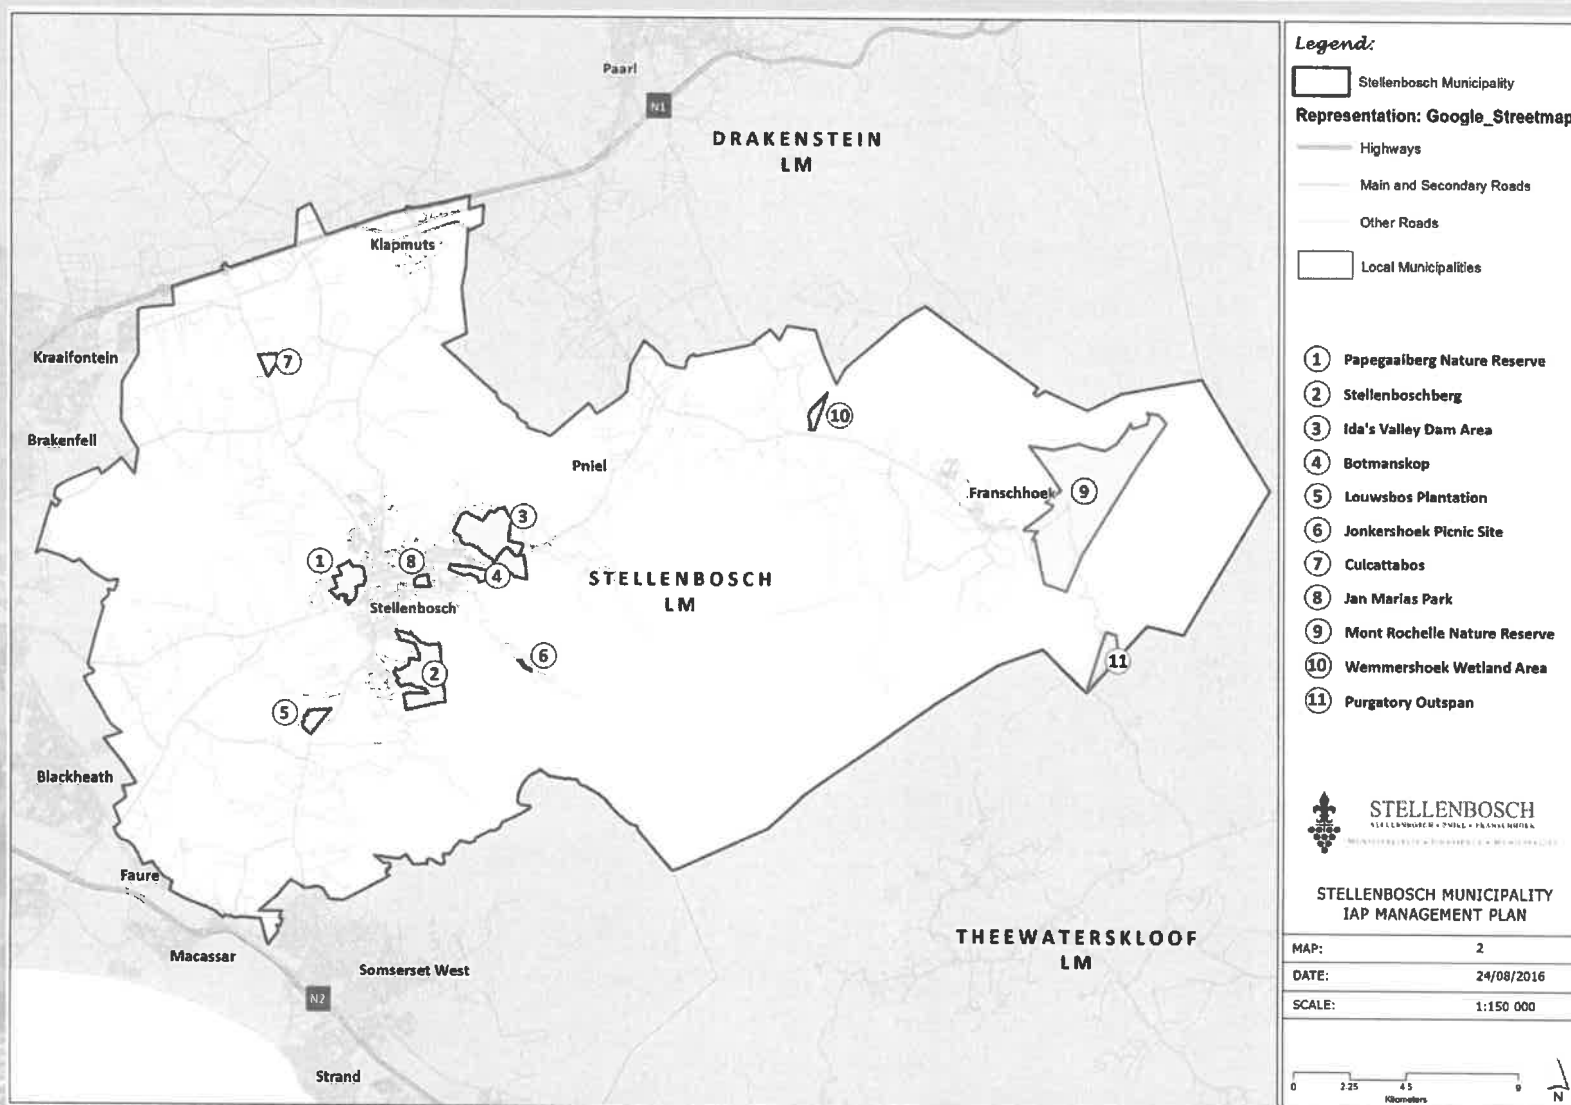 Paarl
N1
DRAKENSTEIN
LM
Klapmuts
Kraaifontein
7
10
Brakenfell
Pniel
Franschhoek
9
3
1
8
4
STELLENBOSCH
LM
Stellenbosch
6
2
11
5
Blackheath
Faure
THEEWATERSKLOOF
LM
Macassar
Somserset West
N2
Strand
Legend:
Stellenbosch Municipality
Representation: Google_Streetmap
Highways
Main and Secondary Roads
Other Roads
Local Municipalities
1 Papegaaiberg Nature Reserve
2 Stellenboschberg
3 Ida's Valley Dam Area
4 Botmanskop
5 Louwsbos Plantation
6 Jonkershoek Picnic Site
7 Culcattabos
8 Jan Marias Park
9 Mont Rochelle Nature Reserve
10 Wemmershoek Wetland Area
11 Purgatory Outspan
STELLENBOSCH
STELLENBOSCH • PNIEL • FRANSCHHOEK
STELLENBOSCH MUNICIPALITY
IAP MANAGEMENT PLAN
MAP: 2
DATE: 24/08/2016
SCALE: 1:150 000
0 2.25 4.5 9
Kilometers
N